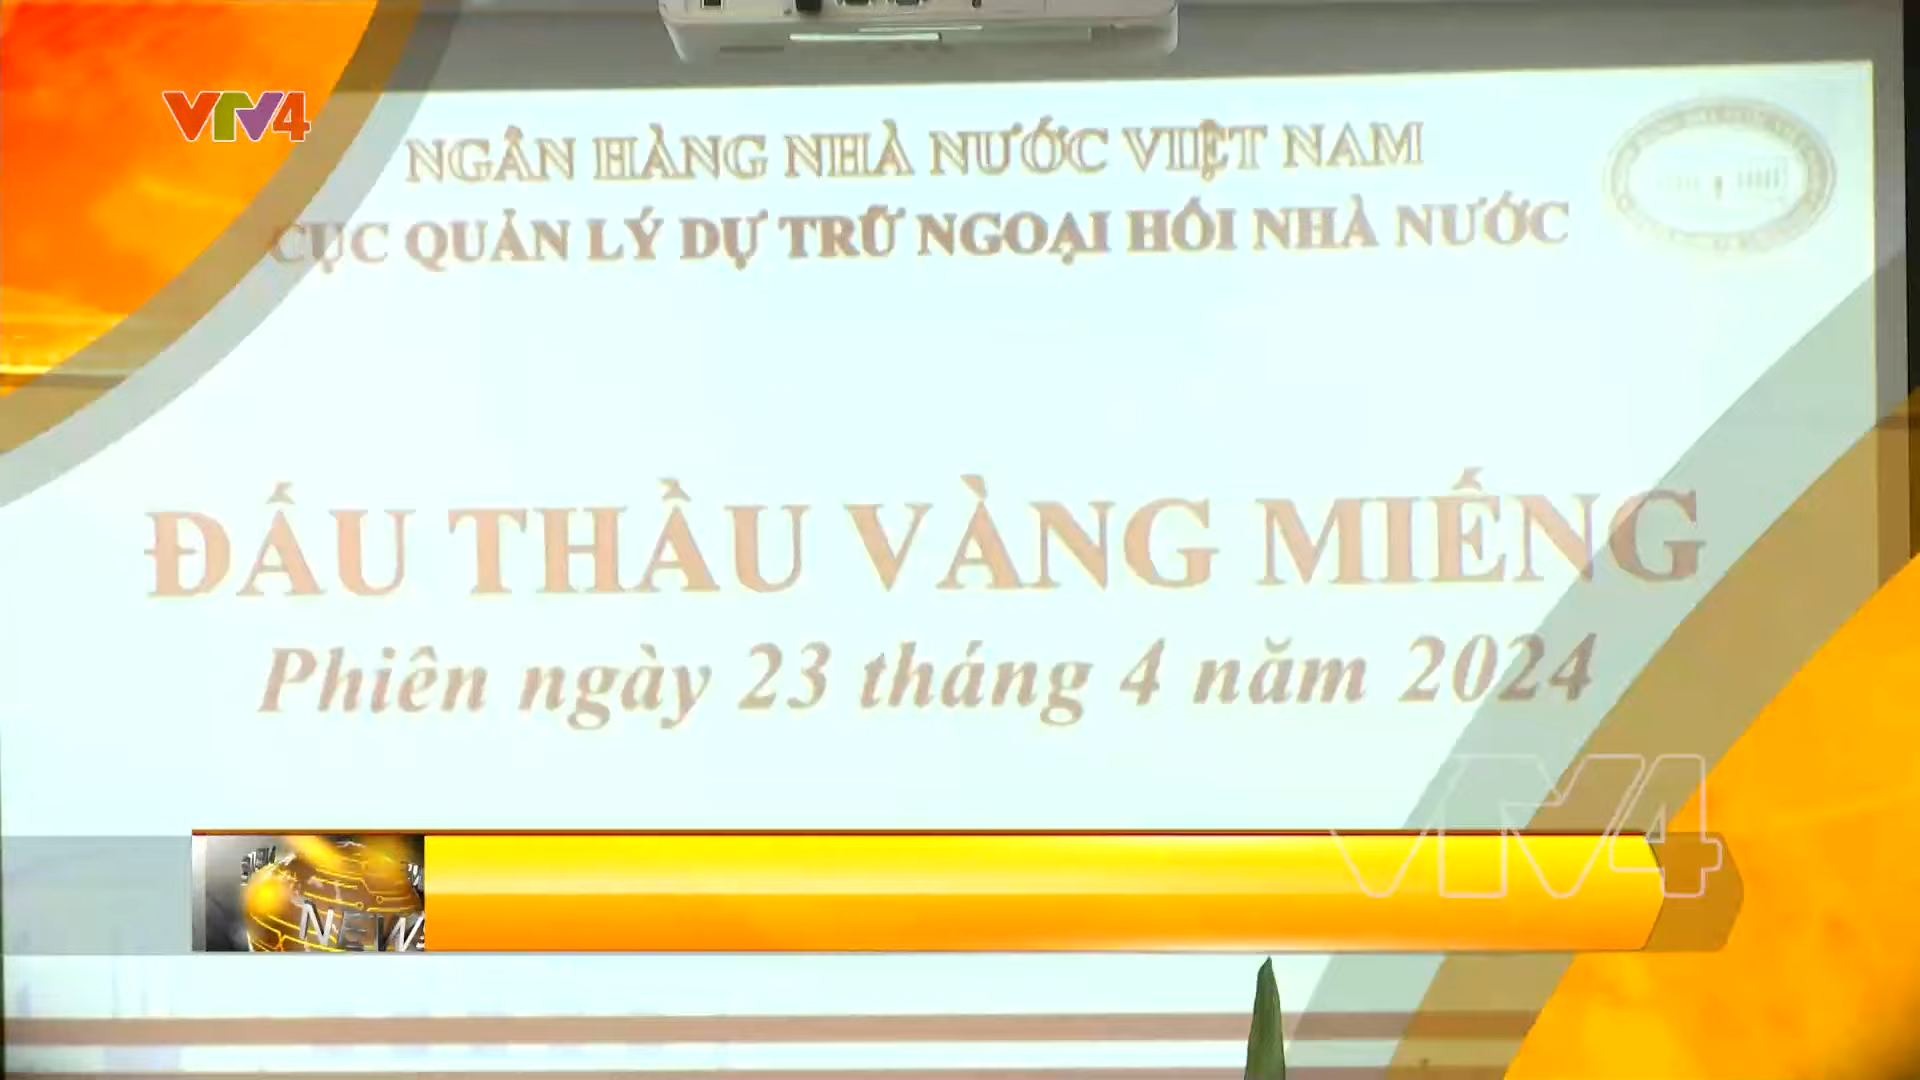 VTV4
NGÂN HÀNG NHÀ NƯỚC VIỆT NAM
CỤC QUẢN LÝ DỰ TRỮ NGOẠI HỐI NHÀ NƯỚC
ĐẤU THẦU VÀNG MIẾNG
Phiên ngày 23 tháng 4 năm 2024
VTV4
NEWS